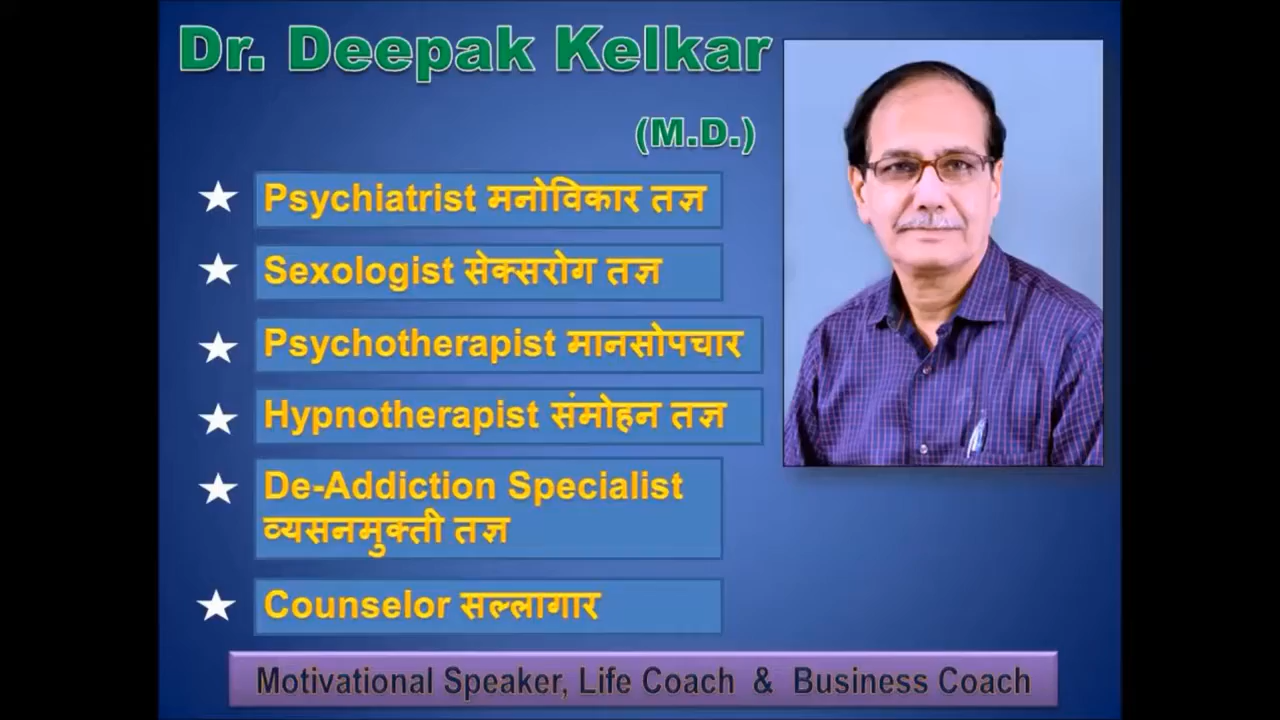 Dr. Deepak Kelkar
(M.D.)
Psychiatrist मनोविकार तज्ञ
Sexologist सेक्सरोग तज्ञ
Psychotherapist मानसोपचार
Hypnotherapist संमोहन तज्ञ
De-Addiction Specialist
व्यसनमुक्ती तज्ञ
Counselor सल्लागार
Motivational Speaker, Life Coach & Business Coach